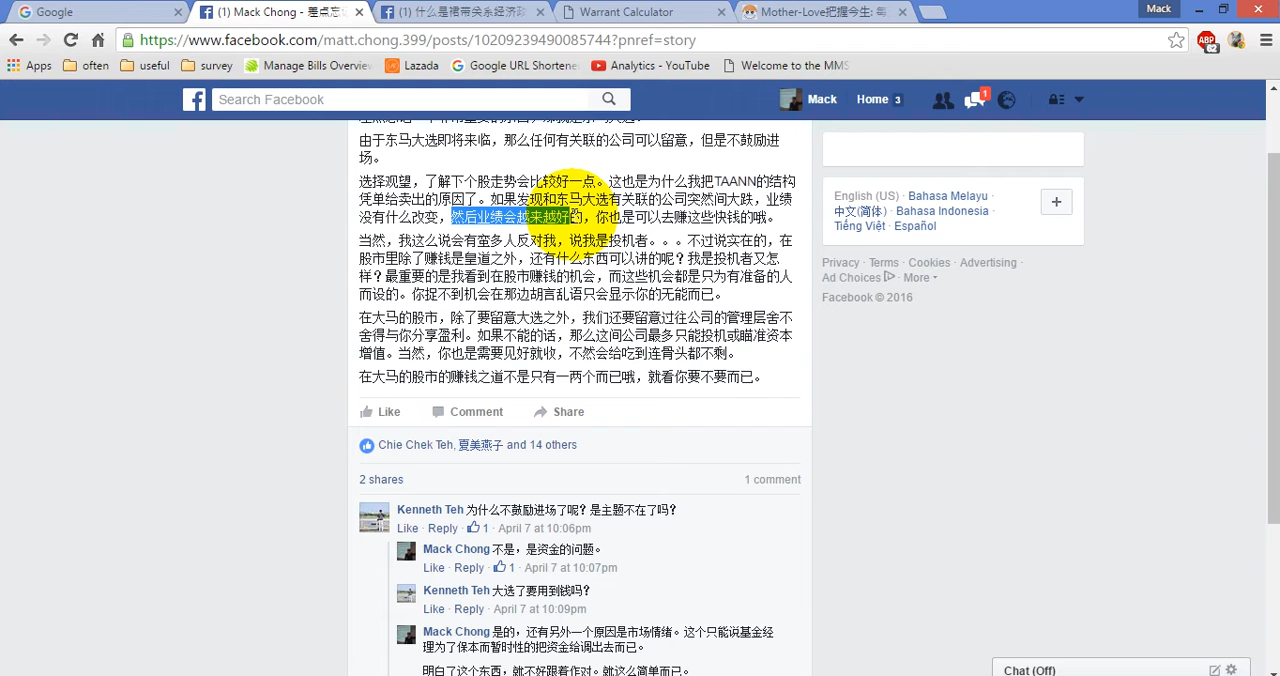 Google
(1) Mack Chong - 差点忘
(1) 什么是裙带关系经济政
Warrant Calculator
Mother-Love把握今生: 每
Mack
https://www.facebook.com/matt.chong.399/posts/10209239490085744?pnref=story
ABP
62
Apps
often
useful
survey
Manage Bills Overview
Lazada
Google URL Shortene
Analytics - YouTube
Welcome to the MMS
Search Facebook
Mack
Home 3
1
由于东马大选即将来临，那么任何有关联的公司可以留意，但是不鼓励进
场。
选择观望，了解下个股走势会比较好一点。这也是为什么我把TAANN的结构
凭单给卖出的原因了。如果发现和东马大选有关联的公司突然间大跌，业绩
没有什么改变，然后业绩会越来越好的，你也是可以去赚这些快钱的哦。
当然，我这么说会有蛮多人反对我，说我是投机者。。。不过说实在的，在
股市里除了赚钱是皇道之外，还有什么东西可以讲的呢？我是投机者又怎
样？最重要的是我看到在股市赚钱的机会，而这些机会都是只为有准备的人
而设的。你捉不到机会在那边胡言乱语只会显示你的无能而已。
在大马的股市，除了要留意大选之外，我们还要留意过往公司的管理层舍不
舍得与你分享盈利。如果不能的话，那么这间公司最多只能投机或瞄准资本
增值。当然，你也是需要见好就收，不然会给吃到连骨头都不剩。
在大马的股市的赚钱之道不是只有一两个而已哦，就看你要不要而已。
Like
Comment
Share
Chie Chek Teh, 夏美燕子 and 14 others
2 shares
1 comment
Kenneth Teh 为什么不鼓励进场了呢？是主题不在了吗？
Like · Reply · 1 · April 7 at 10:06pm
Mack Chong 不是，是资金的问题。
Like · Reply · 1 · April 7 at 10:07pm
Kenneth Teh 大选了要用到钱吗？
Like · Reply · April 7 at 10:09pm
Mack Chong 是的，还有另外一个原因是市场情绪。这个只能说基金经
理为了保本而暂时性的把资金给调出去而已。
明白了这个东西，就不好跟着作对。就这么简单而已。
English (US) · Bahasa Melayu ·
中文(简体) · Bahasa Indonesia ·
Tiếng Việt · Español
Privacy · Terms · Cookies · Advertising ·
Ad Choices · More
Facebook © 2016
Chat (Off)